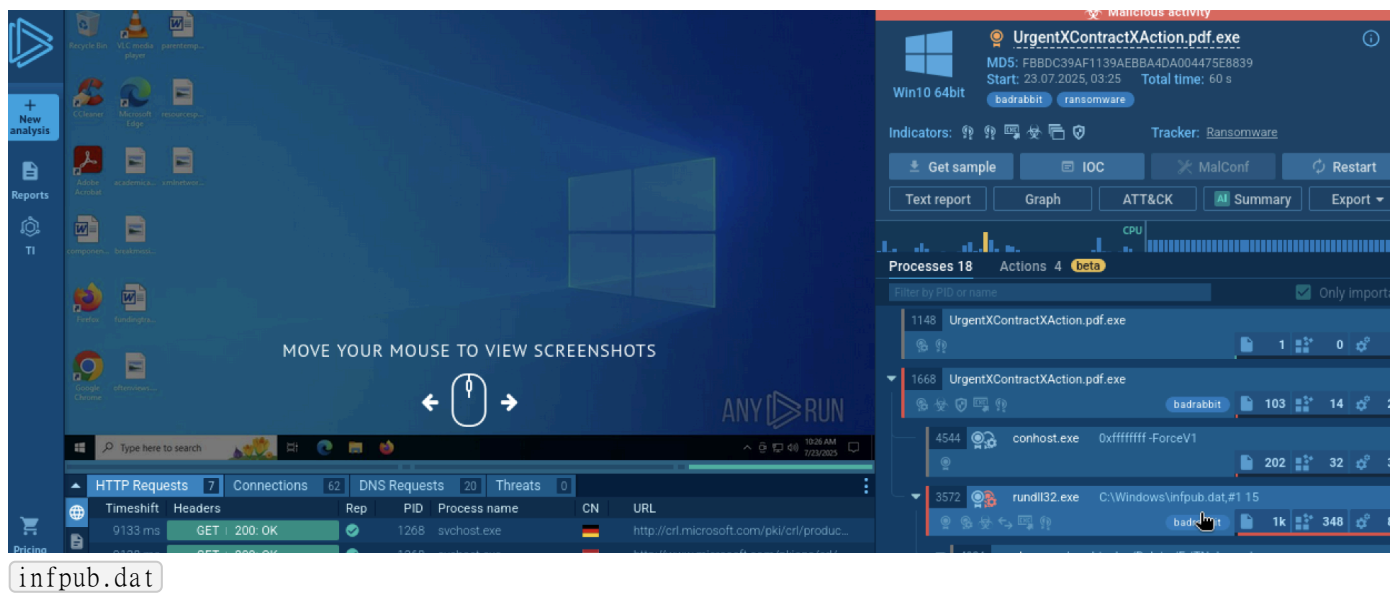 Malicious activity
UrgentXContractXAction.pdf.exe
MD5: FBBDC39AF1139AEBBA4DA004475E8839
Start: 23.07.2025, 03:25 Total time: 60 s
Win10 64bit
badrabbit ransomware
Indicators:
Tracker: Ransomware
Get sample IOC MalConf Restart
Text report Graph ATT&CK AI Summary Export
CPU
Processes 18 Actions 4 beta
Filter by PID or name
Only importa
1148 UrgentXContractXAction.pdf.exe
1 0
1668 UrgentXContractXAction.pdf.exe
badrabbit 103 14 2
4544 conhost.exe 0xffffffff -ForceV1
202 32
3572 rundll32.exe C:\Windows\infpub.dat,#1 15
1k 348 8
New
analysis
Reports
TI
Pricing
Recycle Bin VLC media
player
CCleaner Microsoft
Edge
Adobe
Acrobat
Firefox
Google
Chrome
MOVE YOUR MOUSE TO VIEW SCREENSHOTS
ANY RUN
Type here to search
10:26 AM
7/23/2025
HTTP Requests 7 Connections 62 DNS Requests 20 Threats 0
Timeshift Headers Rep PID Process name CN URL
9133 ms GET 200: OK 1268 svchost.exe http://crl.microsoft.com/pki/crl/produc...
infpub.dat